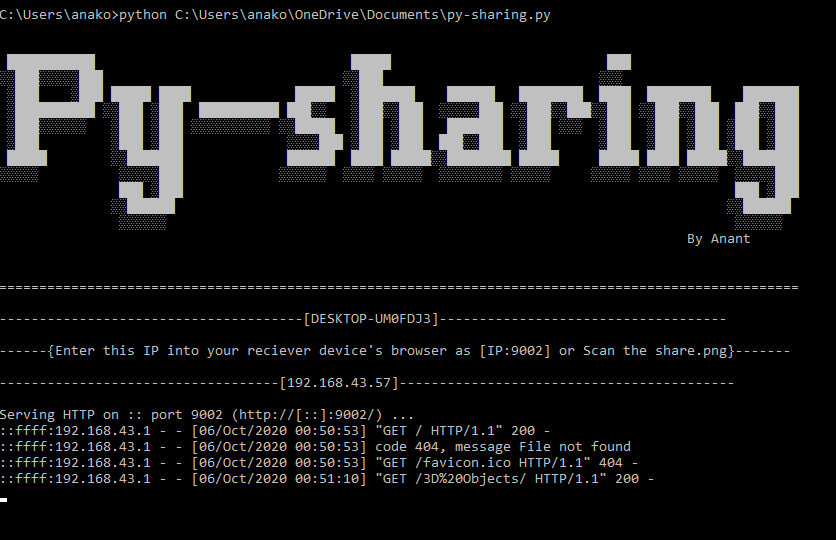 C:\Users\anako>python C:\Users\anako\OneDrive\Documents\py-sharing.py
Py-sharing
By Anant
====================================================================================================
--------------------------------------[DESKTOP-UM0FDJ3]------------------------------------
------{Enter this IP into your reciever device's browser as [IP:9002] or Scan the share.png}-------
-----------------------------------[192.168.43.57]------------------------------------------
Serving HTTP on :: port 9002 (http://[::]:9002/) ...
::ffff:192.168.43.1 - - [06/Oct/2020 00:50:53] "GET / HTTP/1.1" 200 -
::ffff:192.168.43.1 - - [06/Oct/2020 00:50:53] code 404, message File not found
::ffff:192.168.43.1 - - [06/Oct/2020 00:50:53] "GET /favicon.ico HTTP/1.1" 404 -
::ffff:192.168.43.1 - - [06/Oct/2020 00:51:10] "GET /3D%20Objects/ HTTP/1.1" 200 -